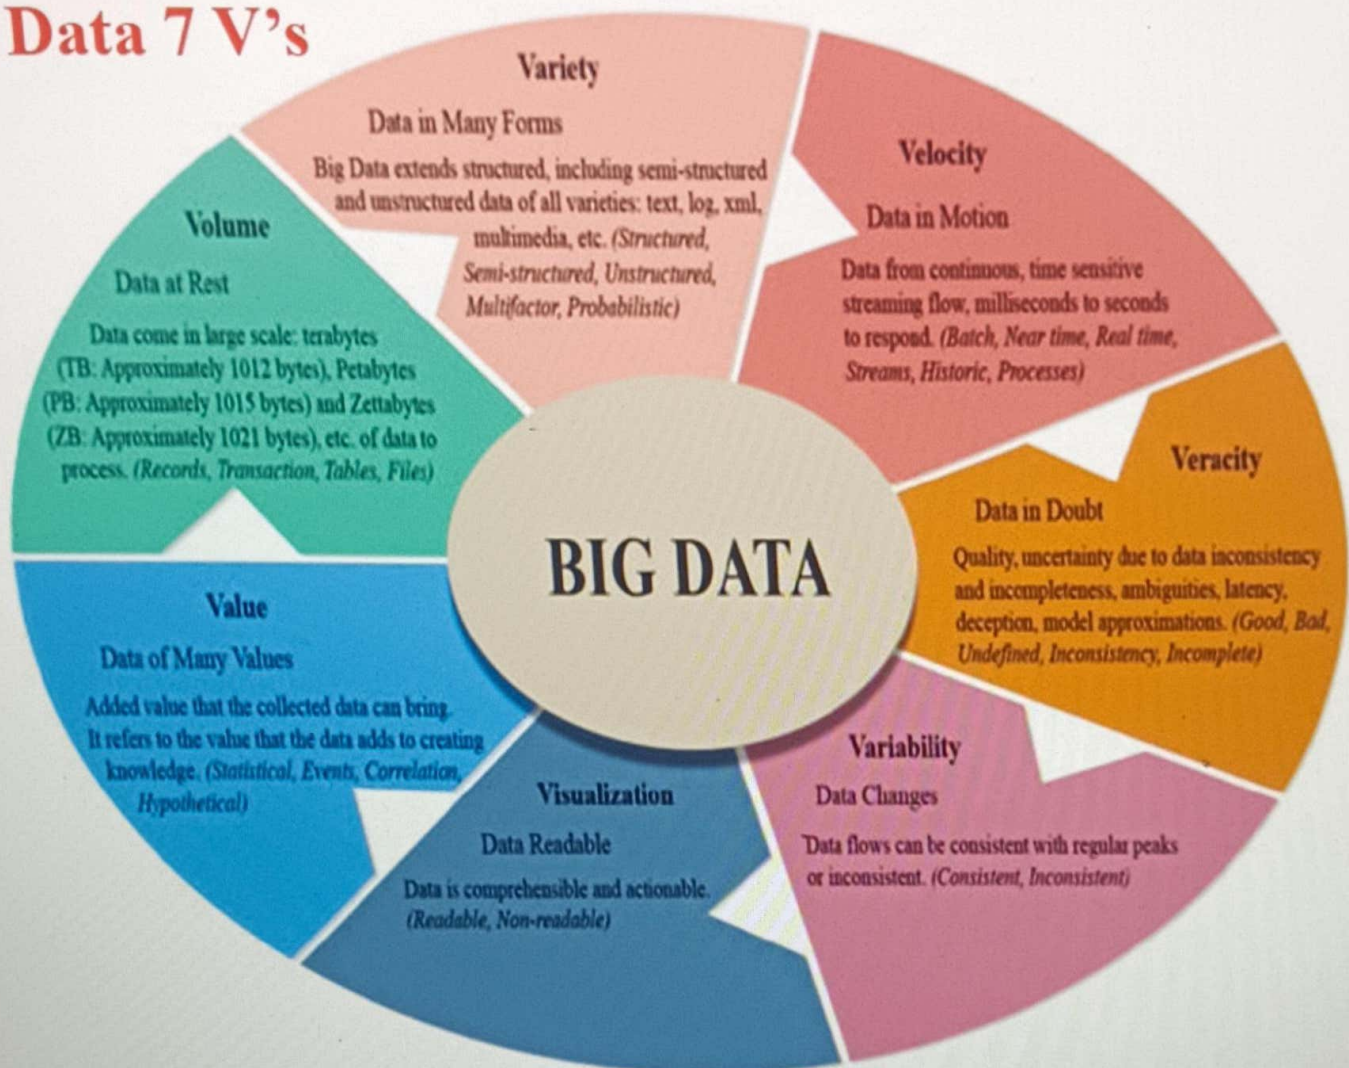 Data 7 V's
Variety
Data in Many Forms
Big Data extends structured, including semi-structured
and unstructured data of all varieties: text, log, xml,
multimedia, etc. (Structured,
Semi-structured, Unstructured,
Multifactor, Probabilistic)
Velocity
Data in Motion
Data from continuous, time sensitive
streaming flow, milliseconds to seconds
to respond. (Batch, Near time, Real time,
Streams, Historic, Processes)
Veracity
Data in Doubt
Quality, uncertainty due to data inconsistency
and incompleteness, ambiguities, latency,
deception, model approximations. (Good, Bad,
Undefined, Inconsistency, Incomplete)
Variability
Data Changes
Data flows can be consistent with regular peaks
or inconsistent. (Consistent, Inconsistent)
Visualization
Data Readable
Data is comprehensible and actionable.
(Readable, Non-readable)
Value
Data of Many Values
Added value that the collected data can bring.
It refers to the value that the data adds to creating
knowledge. (Statistical, Events, Correlation,
Hypothetical)
Volume
Data at Rest
Data come in large scale: terabytes
(TB: Approximately 1012 bytes), Petabytes
(PB: Approximately 1015 bytes) and Zettabytes
(ZB: Approximately 1021 bytes), etc. of data to
process. (Records, Transaction, Tables, Files)
BIG DATA